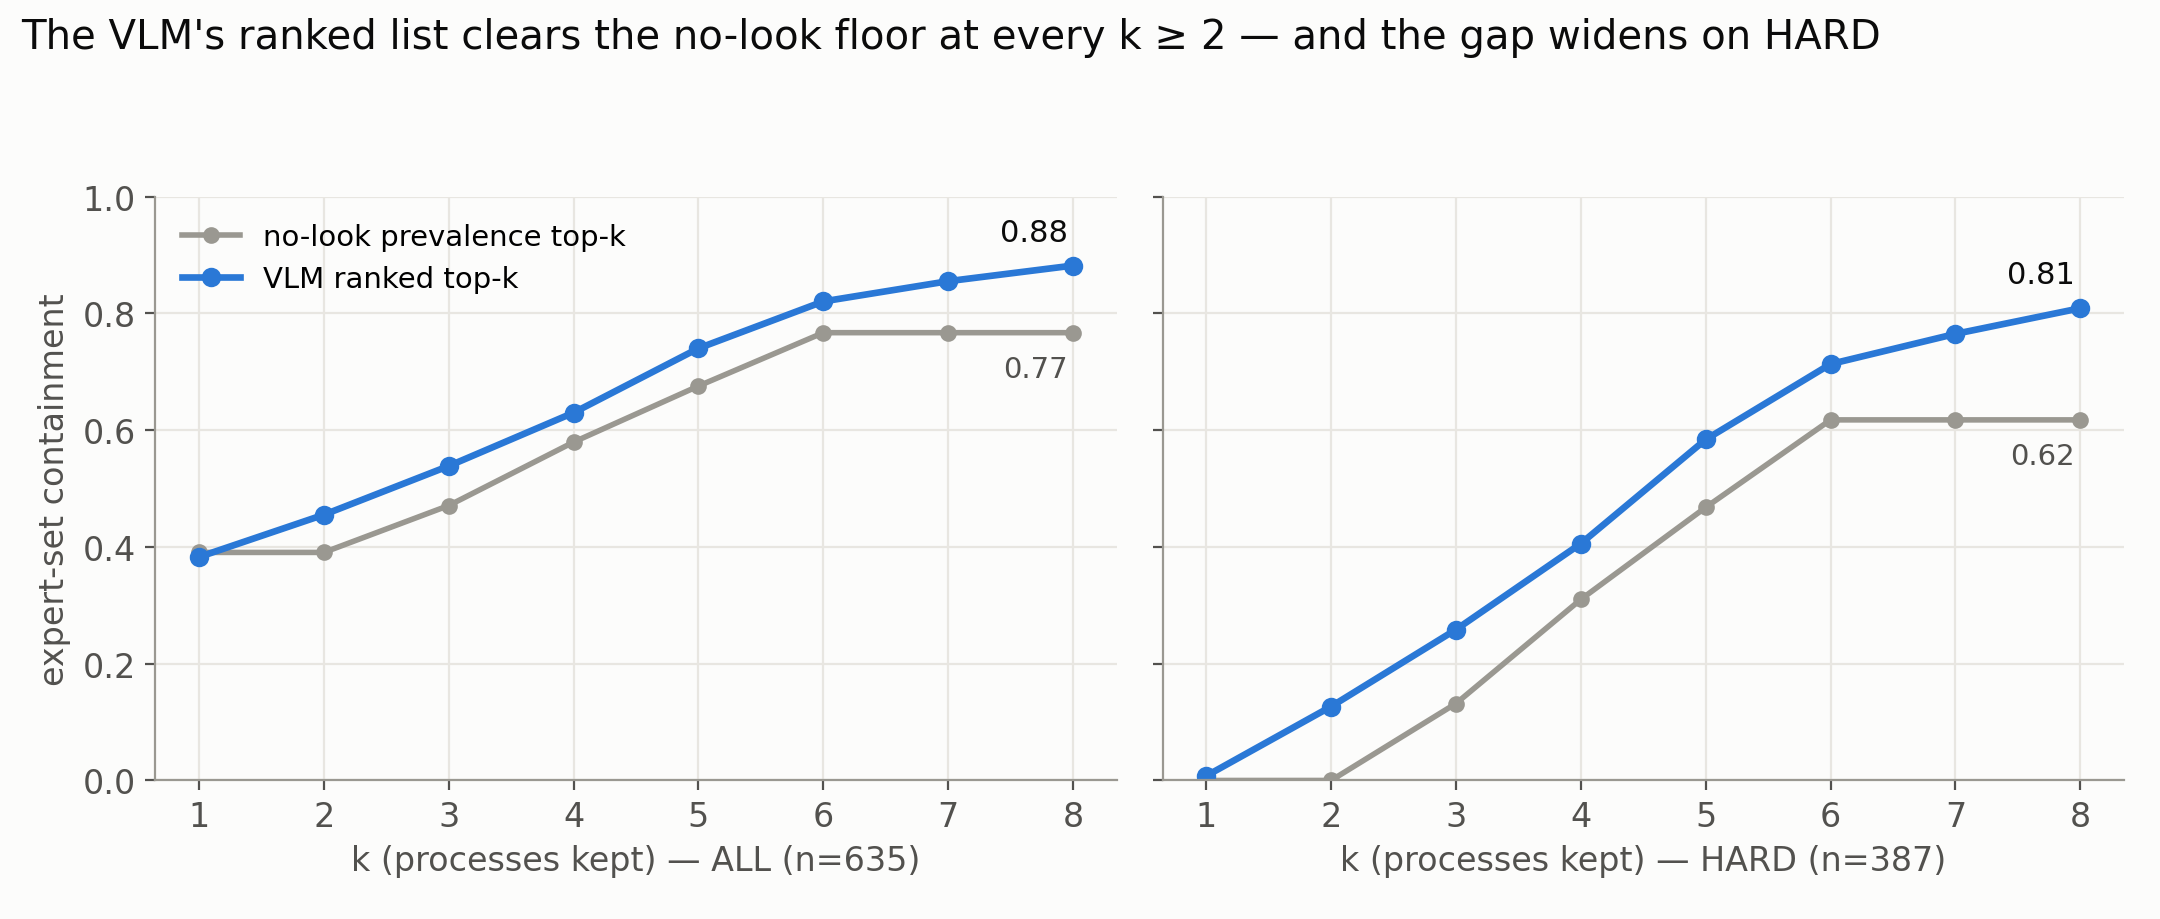 The VLM's ranked list clears the no-look floor at every k ≥ 2 — and the gap widens on HARD
expert-set containment
1.0
0.8
0.6
0.4
0.2
0.0
no-look prevalence top-k
VLM ranked top-k
0.88
0.77
1 2 3 4 5 6 7 8
k (processes kept) — ALL (n=635)
0.81
0.62
1 2 3 4 5 6 7 8
k (processes kept) — HARD (n=387)